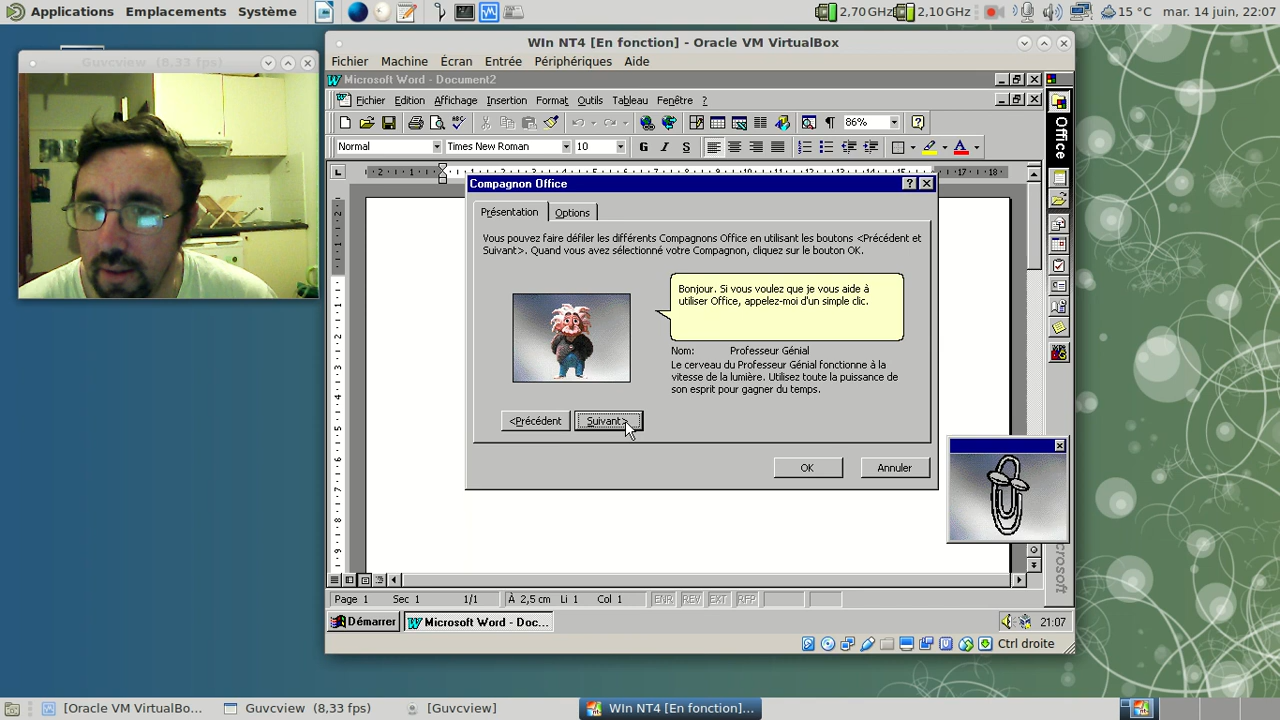 Applications Emplacements Système
2,70 GHz 2,10 GHz 15 °C mar. 14 juin, 22:07
Guvcview (8,33 fps)
WIn NT4 [En fonction] - Oracle VM VirtualBox
Fichier Machine Écran Entrée Périphériques Aide
Microsoft Word - Document2
Fichier Edition Affichage Insertion Format Outils Tableau Fenêtre ?
86%
Normal Times New Roman 10 G I S
Office
Compagnon Office
Présentation Options
Vous pouvez faire défiler les différents Compagnons Office en utilisant les boutons <Précédent et
Suivant>. Quand vous avez sélectionné votre Compagnon, cliquez sur le bouton OK.
Bonjour. Si vous voulez que je vous aide à
utiliser Office, appelez-moi d'un simple clic.
Nom: Professeur Génial
Le cerveau du Professeur Génial fonctionne à la
vitesse de la lumière. Utilisez toute la puissance de
son esprit pour gagner du temps.
<Précédent Suivant>
OK Annuler
Page 1 Sec 1 1/1 À 2,5 cm Li 1 Col 1 ENR REV EXT RFP
Démarrer Microsoft Word - Doc... 21:07
Ctrl droite
[Oracle VM VirtualBo... Guvcview (8,33 fps) [Guvcview] WIn NT4 [En fonction]...